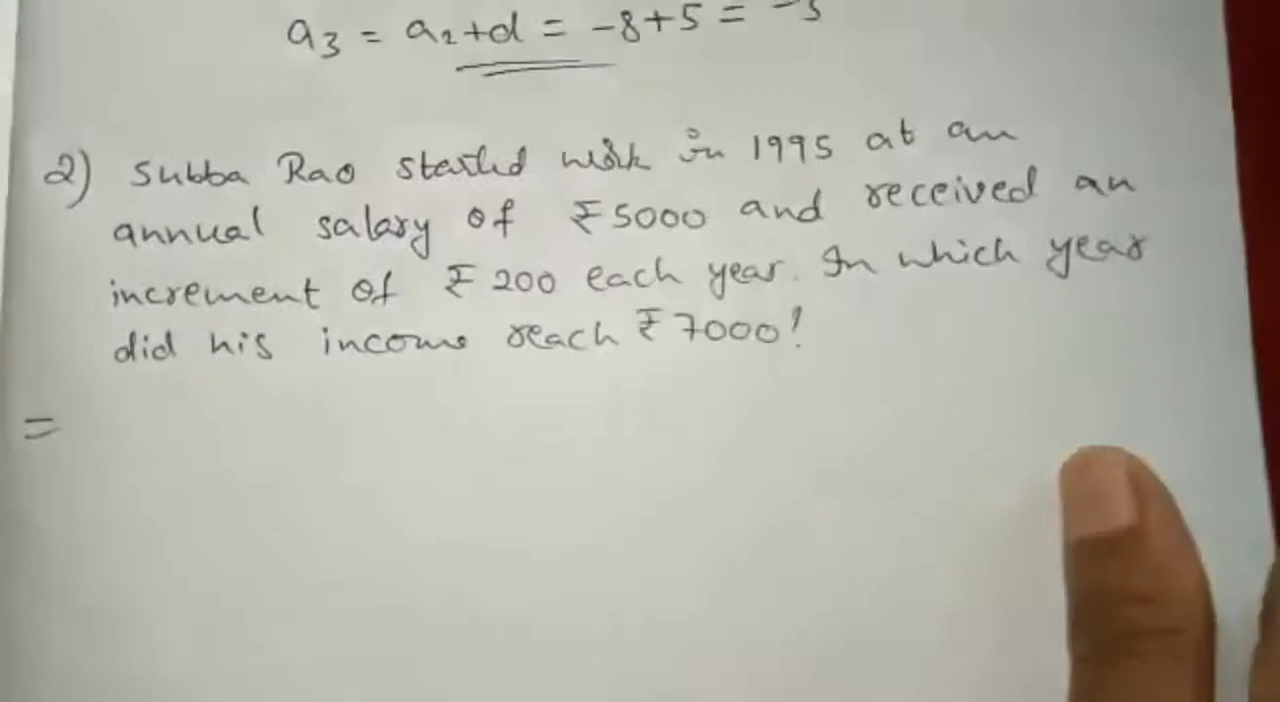 a3 = a2+d = -8+5 = -3
2) Subba Rao started work in 1995 at an
annual salary of ₹5000 and received an
increment of ₹200 each year. In which year
did his income reach ₹7000?
=